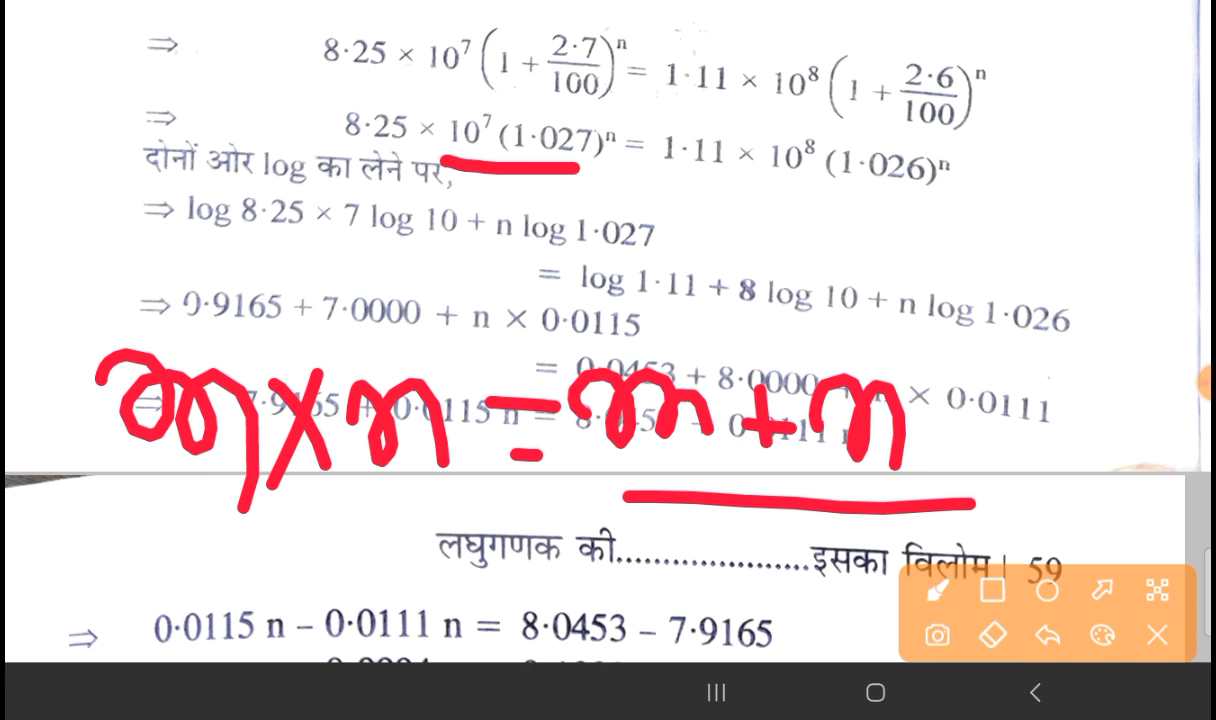 ⇒ 8·25 × 10⁷ (1 + 2·7/100)ⁿ = 1·11 × 10⁸ (1 + 2·6/100)ⁿ
⇒ 8·25 × 10⁷ (1·027)ⁿ = 1·11 × 10⁸ (1·026)ⁿ
दोनों ओर log का लेने पर,
⇒ log 8·25 × 7 log 10 + n log 1·027
= log 1·11 + 8 log 10 + n log 1·026
⇒ 0·9165 + 7·0000 + n × 0·0115
= 0·0453 + 8·0000 + n × 0·0111
m × n = m + n
लघुगणक की.....................इसका विलोम। 59
⇒ 0·0115 n – 0·0111 n = 8·0453 – 7·9165